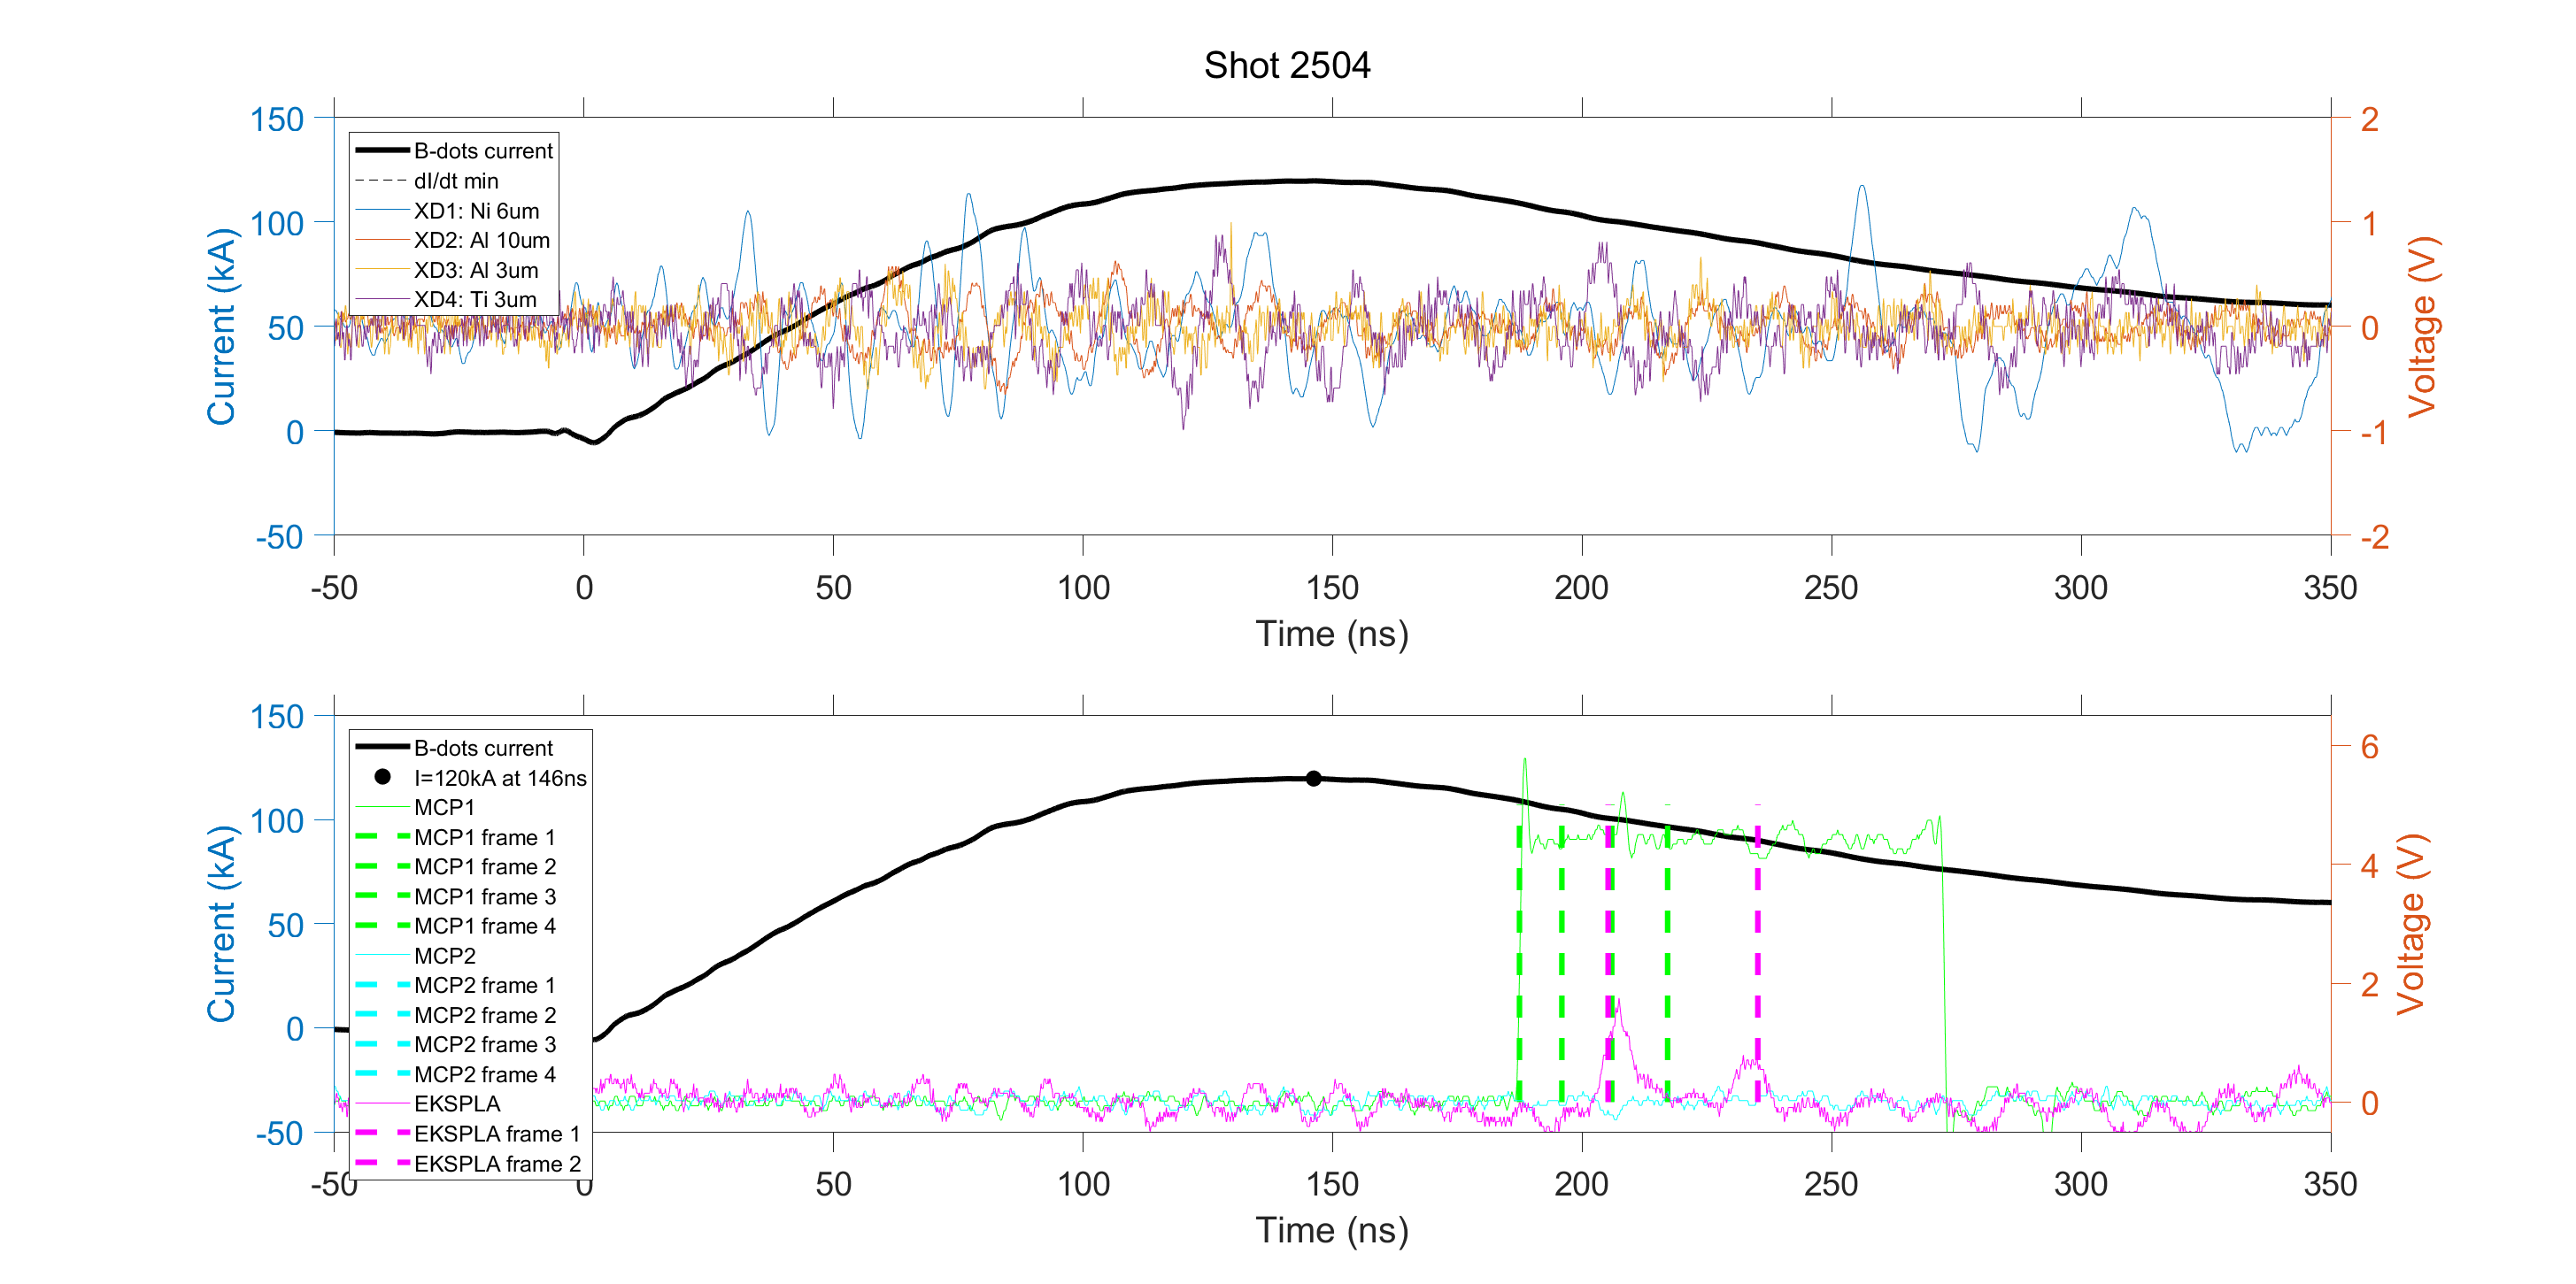 Shot 2504
150
100
50
0
-50
Current (kA)
B-dots current
dI/dt min
XD1: Ni 6um
XD2: Al 10um
XD3: Al 3um
XD4: Ti 3um
2
1
0
-1
-2
Voltage (V)
-50 0 50 100 150 200 250 300 350
Time (ns)
150
100
50
0
-50
Current (kA)
B-dots current
I=120kA at 146ns
MCP1
MCP1 frame 1
MCP1 frame 2
MCP1 frame 3
MCP1 frame 4
MCP2
MCP2 frame 1
MCP2 frame 2
MCP2 frame 3
MCP2 frame 4
EKSPLA
EKSPLA frame 1
EKSPLA frame 2
6
4
2
0
Voltage (V)
-50 0 50 100 150 200 250 300 350
Time (ns)